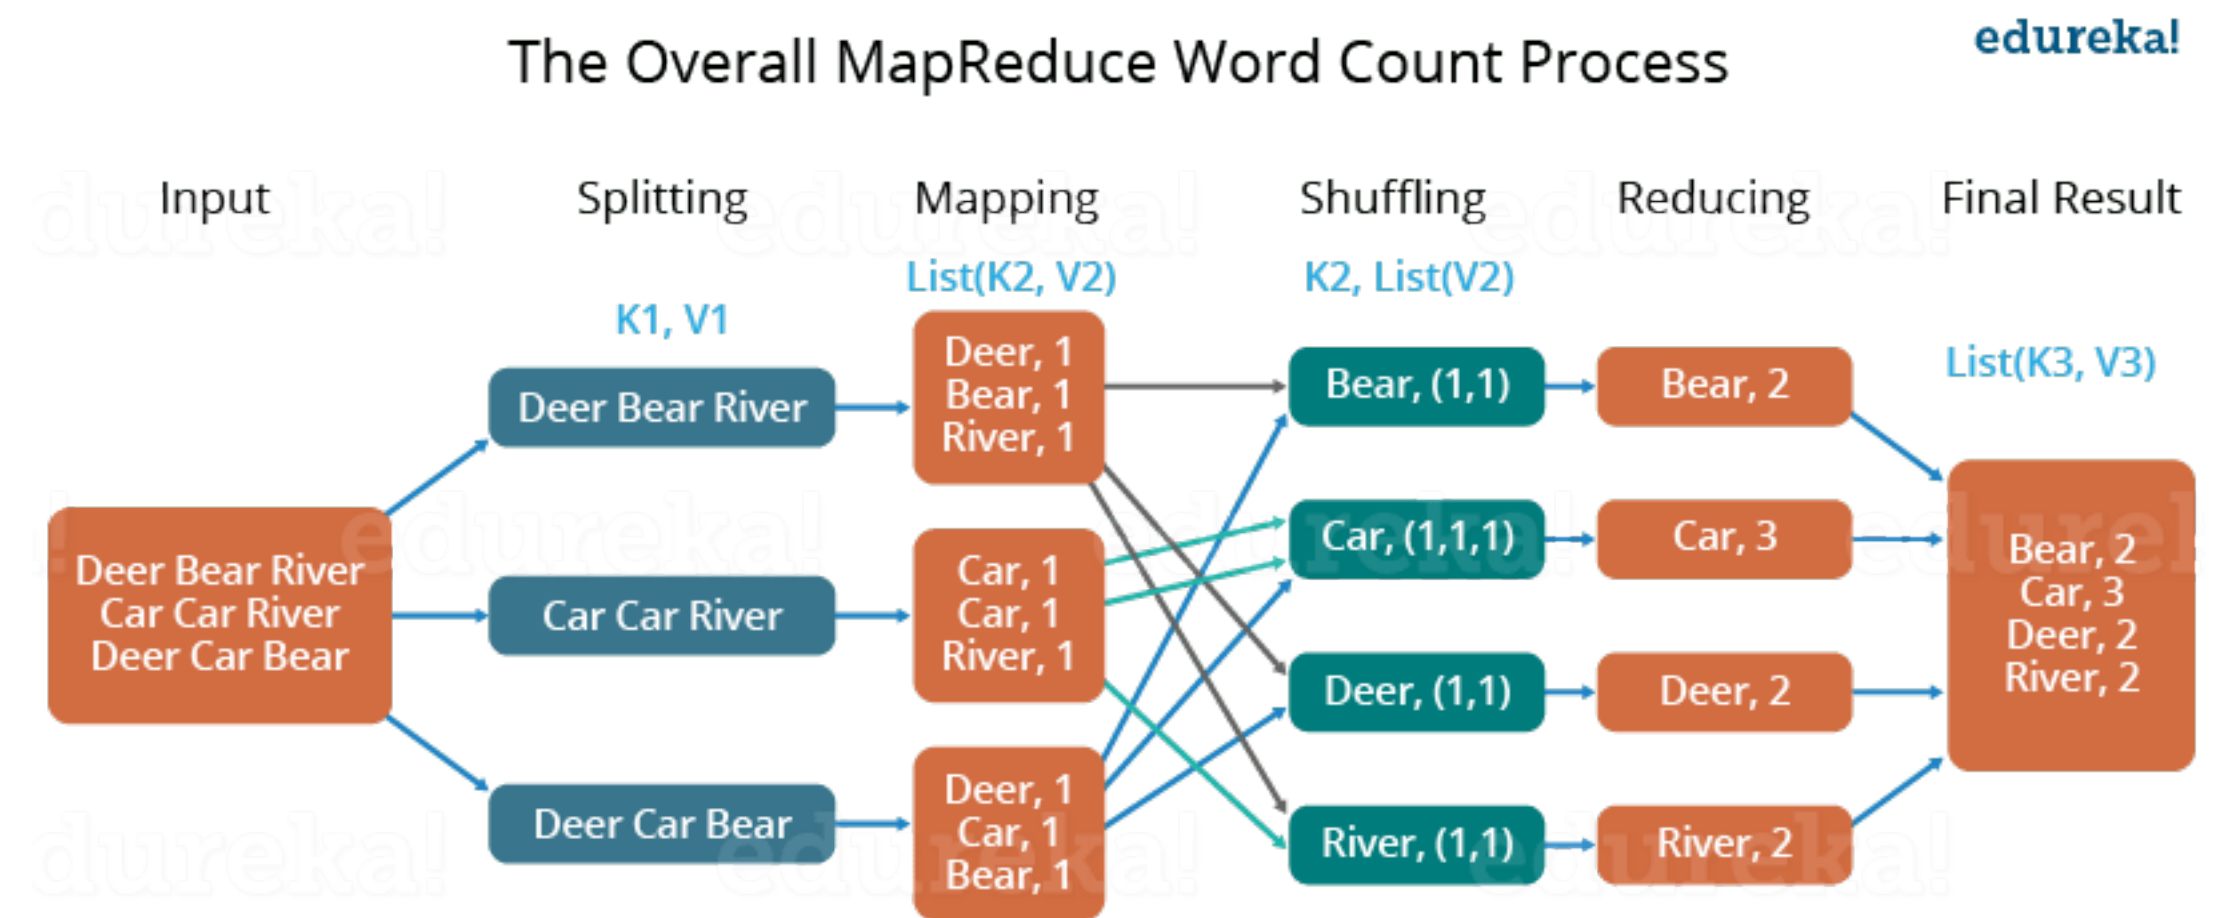 The Overall MapReduce Word Count Process
edureka!
Input
Splitting
Mapping
Shuffling
Reducing
Final Result
K1, V1
List(K2, V2)
K2, List(V2)
List(K3, V3)
Deer Bear River
Car Car River
Deer Car Bear
Deer Bear River
Car Car River
Deer Car Bear
Deer, 1
Bear, 1
River, 1
Car, 1
Car, 1
River, 1
Deer, 1
Car, 1
Bear, 1
Bear, (1,1)
Car, (1,1,1)
Deer, (1,1)
River, (1,1)
Bear, 2
Car, 3
Deer, 2
River, 2
Bear, 2
Car, 3
Deer, 2
River, 2